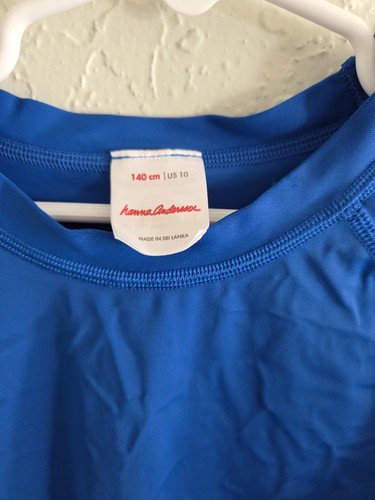 140 cm | US 10
hanna Andersson
MADE IN SRI LANKA